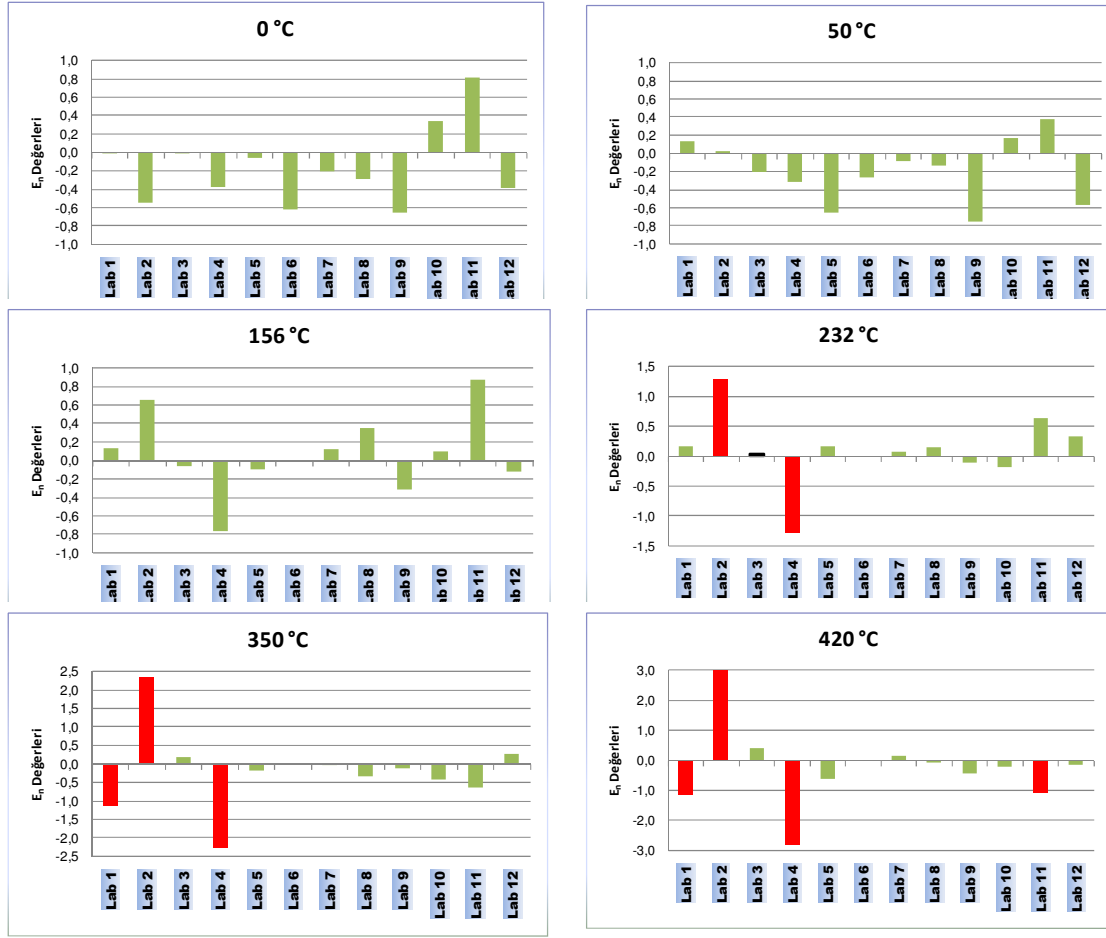 0 °C
1,0
0,8
0,6
0,4
0,2
0,0
-0,2
-0,4
-0,6
-0,8
-1,0
En Değerleri
Lab 1
Lab 2
Lab 3
Lab 4
Lab 5
Lab 6
Lab 7
Lab 8
Lab 9
Lab 10
Lab 11
Lab 12
50 °C
1,0
0,8
0,6
0,4
0,2
0,0
-0,2
-0,4
-0,6
-0,8
-1,0
En Değerleri
Lab 1
Lab 2
Lab 3
Lab 4
Lab 5
Lab 6
Lab 7
Lab 8
Lab 9
Lab 10
Lab 11
Lab 12
156 °C
1,0
0,8
0,6
0,4
0,2
0,0
-0,2
-0,4
-0,6
-0,8
-1,0
En Değerleri
Lab 1
Lab 2
Lab 3
Lab 4
Lab 5
Lab 6
Lab 7
Lab 8
Lab 9
Lab 10
Lab 11
Lab 12
232 °C
1,5
1,0
0,5
0,0
-0,5
-1,0
-1,5
En Değerleri
Lab 1
Lab 2
Lab 3
Lab 4
Lab 5
Lab 6
Lab 7
Lab 8
Lab 9
Lab 10
Lab 11
Lab 12
350 °C
2,5
2,0
1,5
1,0
0,5
0,0
-0,5
-1,0
-1,5
-2,0
-2,5
En Değerleri
Lab 1
Lab 2
Lab 3
Lab 4
Lab 5
Lab 6
Lab 7
Lab 8
Lab 9
Lab 10
Lab 11
Lab 12
420 °C
3,0
2,0
1,0
0,0
-1,0
-2,0
-3,0
En Değerleri
Lab 1
Lab 2
Lab 3
Lab 4
Lab 5
Lab 6
Lab 7
Lab 8
Lab 9
Lab 10
Lab 11
Lab 12